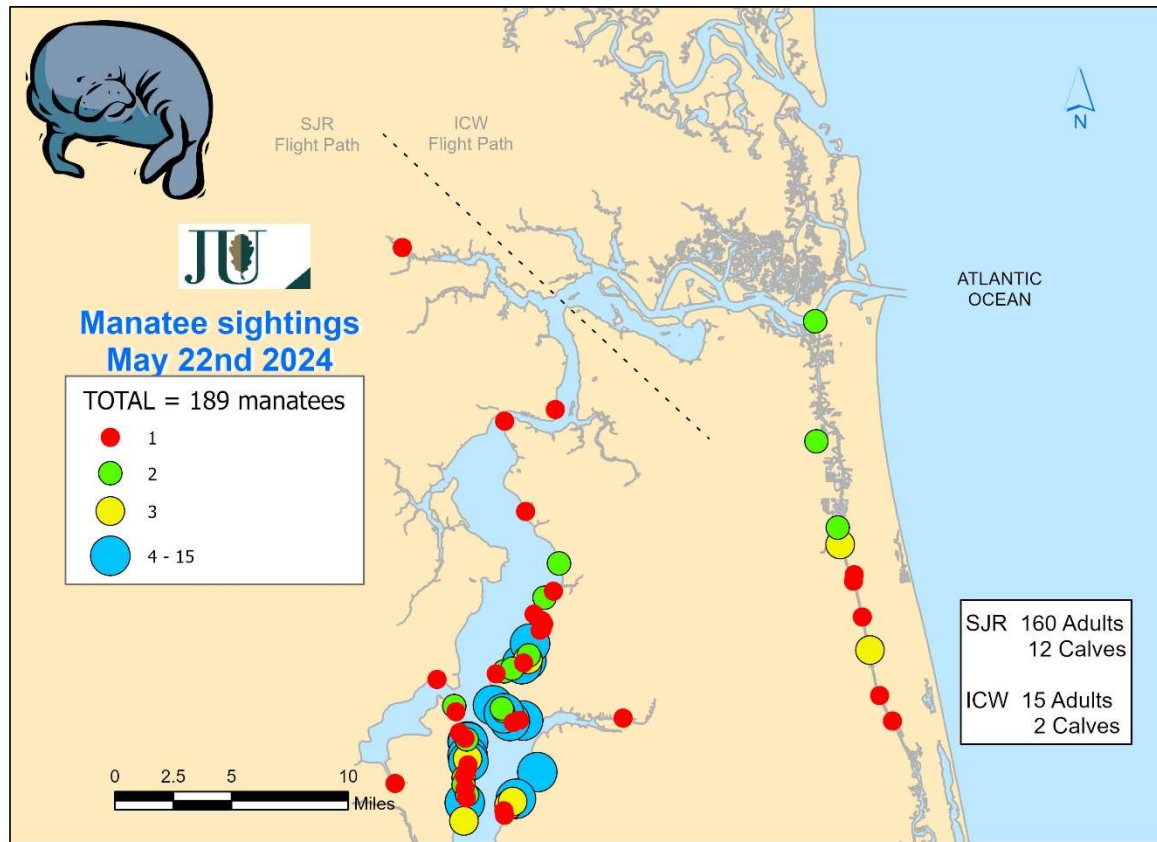 SJR
Flight Path
ICW
Flight Path
N
JU
ATLANTIC
OCEAN
Manatee sightings
May 22nd 2024
TOTAL = 189 manatees
1
2
3
4 - 15
SJR 160 Adults
12 Calves
ICW 15 Adults
2 Calves
0 2.5 5 10
Miles